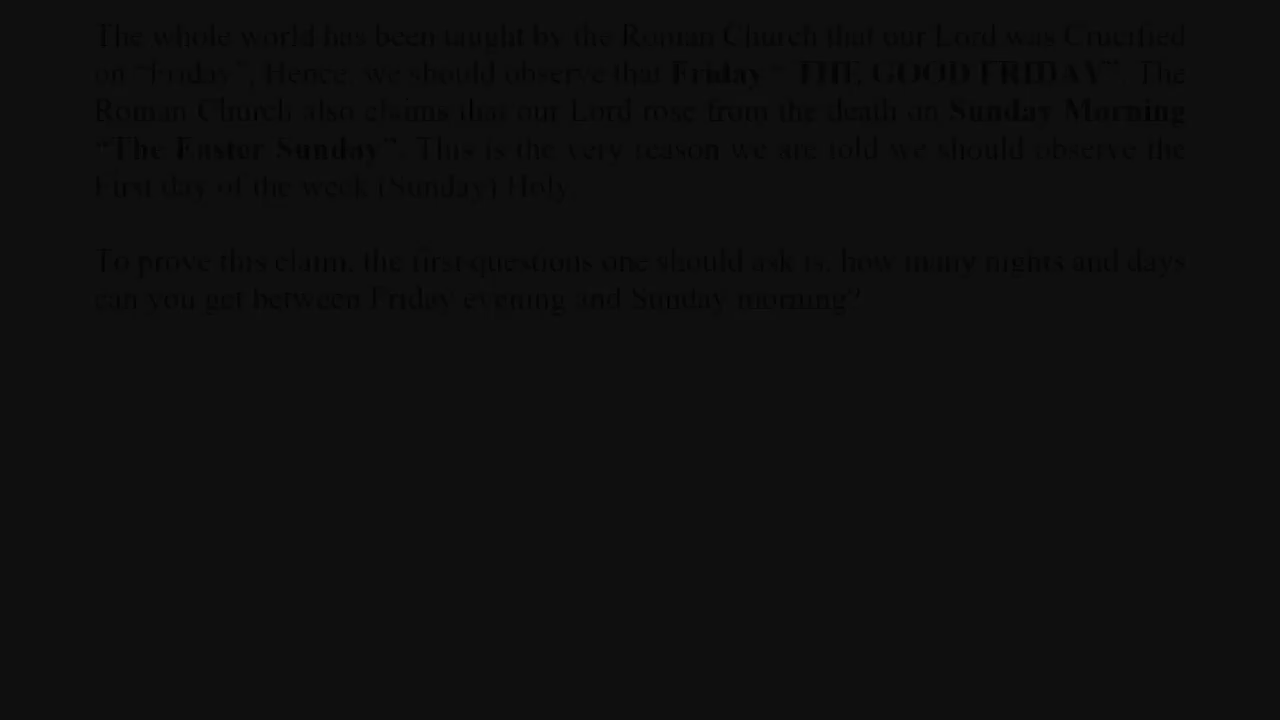 The whole world has been taught by the Roman Church that our Lord was Crucified
on “Friday”, Hence, we should observe that Friday “ THE GOOD FRIDAY”. The
Roman Church also claims that our Lord rose from the death on Sunday Morning
“The Easter Sunday”. This is the very reason we are told we should observe the
First day of the week (Sunday) Holy.
To prove this claim, the first questions one should ask is, how many nights and days
can you get between Friday evening and Sunday morning?